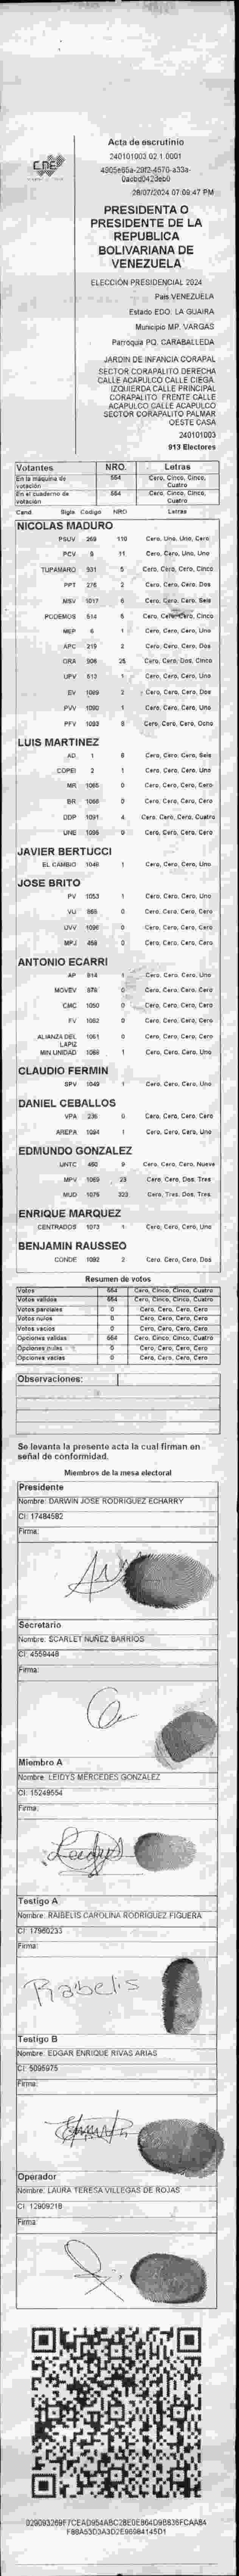 CNE
Acta de escrutinio
240101003.02.1.0001
28/07/2024 07:09:47 PM
PRESIDENTA O
PRESIDENTE DE LA
REPUBLICA
BOLIVARIANA DE
VENEZUELA
ELECCIÓN PRESIDENCIAL 2024
País VENEZUELA
Estado EDO. LA GUAIRA
Municipio MP. VARGAS
Parroquia PQ. CARABALLEDA
JARDIN DE INFANCIA CORAPAL
SECTOR CORAPALITO DERECHA
CALLE ACAPULCO CALLE CIEGA.
IZQUIERDA CALLE PRINCIPAL
CORAPALITO. FRENTE CALLE
ACAPULCO CALLE ACAPULCO
SECTOR CORAPALITO PALMAR
OESTE CASA
240101003
913 Electores
Votantes NRO. Letras
En la máquina de votación 554 Cero, Cinco, Cinco, Cuatro
En el cuaderno de votación 554 Cero, Cinco, Cinco, Cuatro
Cand. Sigla Codigo NRO Letras
NICOLAS MADURO
PSUV 269 110 Cero, Uno, Uno, Cero
PCV 9 11 Cero, Cero, Uno, Uno
TUPAMARO 931 5 Cero, Cero, Cero, Cinco
PPT 276 2 Cero, Cero, Cero, Dos
MSV 1017 6 Cero, Cero, Cero, Seis
PODEMOS 514 5 Cero, Cero, Cero, Cinco
MEP 6 1 Cero, Cero, Cero, Uno
APC 219 2 Cero, Cero, Cero, Dos
ORA 906 25 Cero, Cero, Dos, Cinco
UPV 613 1 Cero, Cero, Cero, Uno
EV 1089 2 Cero, Cero, Cero, Dos
PVV 1090 1 Cero, Cero, Cero, Uno
PFV 1093 8 Cero, Cero, Cero, Ocho
LUIS MARTINEZ
AD 1 6 Cero, Cero, Cero, Seis
COPEI 2 1 Cero, Cero, Cero, Uno
MR 1065 0 Cero, Cero, Cero, Cero
BR 1066 0 Cero, Cero, Cero, Cero
DDP 1091 4 Cero, Cero, Cero, Cuatro
UNE 1096 0 Cero, Cero, Cero, Cero
JAVIER BERTUCCI
EL CAMBIO 1048 1 Cero, Cero, Cero, Uno
JOSE BRITO
PV 1053 1 Cero, Cero, Cero, Uno
VU 868 0 Cero, Cero, Cero, Cero
UVV 1096 0 Cero, Cero, Cero, Cero
MPJ 458 0 Cero, Cero, Cero, Cero
ANTONIO ECARRI
AP 814 1 Cero, Cero, Cero, Uno
MOVEV 878 0 Cero, Cero, Cero, Cero
CMC 1050 0 Cero, Cero, Cero, Cero
FV 1062 0 Cero, Cero, Cero, Cero
ALIANZA DEL LAPIZ 1061 0 Cero, Cero, Cero, Cero
MIN UNIDAD 1068 1 Cero, Cero, Cero, Uno
CLAUDIO FERMIN
SPV 1049 1 Cero, Cero, Cero, Uno
DANIEL CEBALLOS
VPA 236 0 Cero, Cero, Cero, Cero
AREPA 1094 1 Cero, Cero, Cero, Uno
EDMUNDO GONZALEZ
UNTC 450 9 Cero, Cero, Cero, Nueve
MPV 1069 23 Cero, Cero, Dos, Tres
MUD 1075 323 Cero, Tres, Dos, Tres
ENRIQUE MARQUEZ
CENTRADOS 1073 1 Cero, Cero, Cero, Uno
BENJAMIN RAUSSEO
CONDE 1092 2 Cero, Cero, Cero, Dos
Resumen de votos
Votos 554 Cero, Cinco, Cinco, Cuatro
Votos validos 554 Cero, Cinco, Cinco, Cuatro
Votos parciales 0 Cero, Cero, Cero, Cero
Votos nulos 0 Cero, Cero, Cero, Cero
Votos vacios 0 Cero, Cero, Cero, Cero
Opciones validas 554 Cero, Cinco, Cinco, Cuatro
Opciones nulas 0 Cero, Cero, Cero, Cero
Opciones vacias 0 Cero, Cero, Cero, Cero
Observaciones:
Se levanta la presente acta la cual firman en
señal de conformidad.
Miembros de la mesa electoral
Presidente
Nombre: DARWIN JOSE RODRIGUEZ ECHARRY
CI: 17484582
Firma:
Secretario
Nombre: SCARLET NUÑEZ BARRIOS
CI: 4559448
Firma:
Miembro A
Nombre: LEIDYS MERCEDES GONZALEZ
CI: 15249554
Firma:
Leidys
Testigo A
Nombre: RAIBELIS CAROLINA RODRIGUEZ FIGUERA
CI: 17960233
Firma:
Raibelis
Testigo B
Nombre: EDGAR ENRIQUE RIVAS ARIAS
CI: 5095975
Firma:
Operador
Nombre: LAURA TERESA VILLEGAS DE ROJAS
CI: 12909218
Firma: